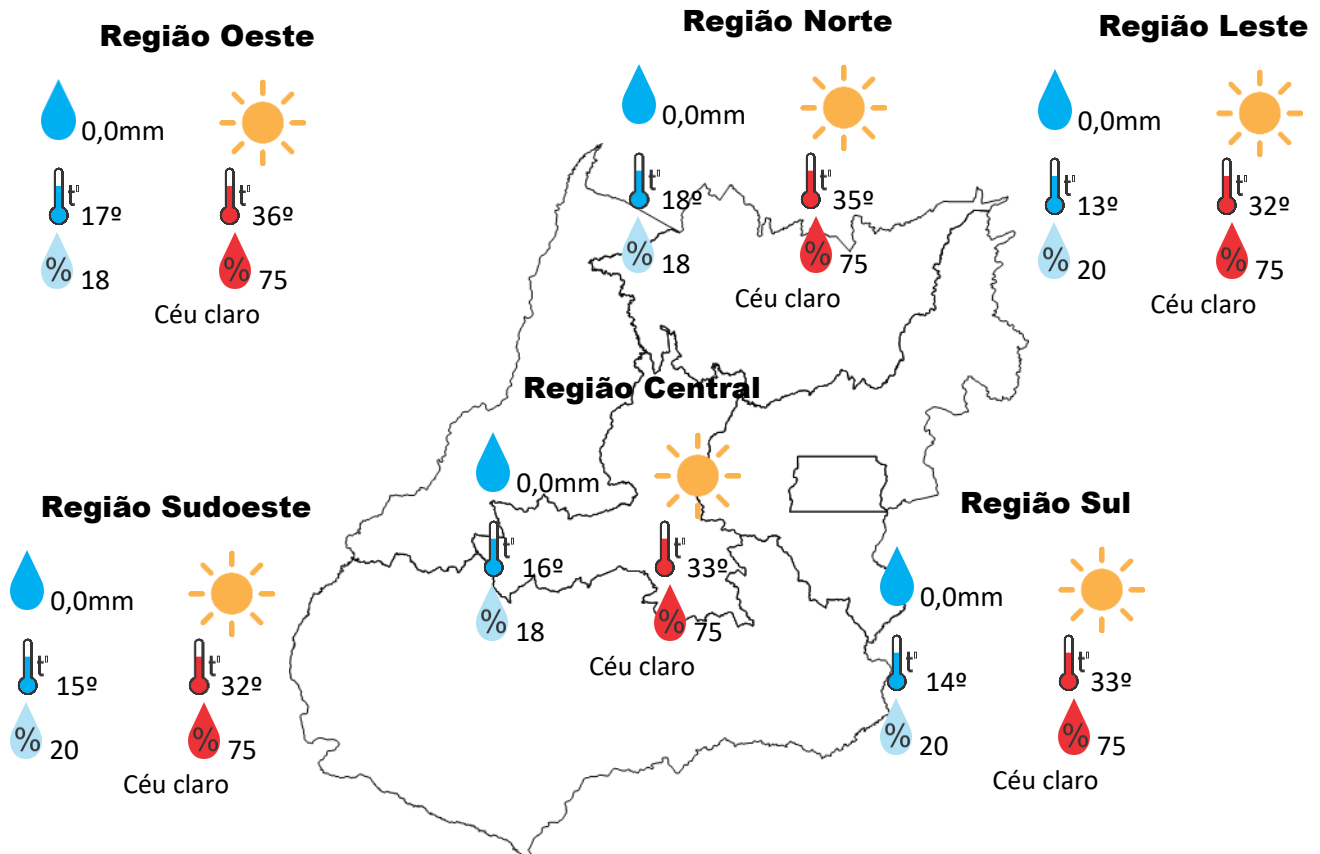 Região Oeste
0,0mm
t°
17º
36º
%
18
%
75
Céu claro
Região Norte
0,0mm
t°
18º
t°
35º
%
18
%
75
Céu claro
Região Leste
0,0mm
t°
13º
t°
32º
%
20
%
75
Céu claro
Região Central
0,0mm
t°
16º
t°
33º
%
18
%
75
Céu claro
Região Sudoeste
0,0mm
t°
15º
t°
32º
%
20
%
75
Céu claro
Região Sul
0,0mm
t°
14º
t°
33º
%
20
%
75
Céu claro